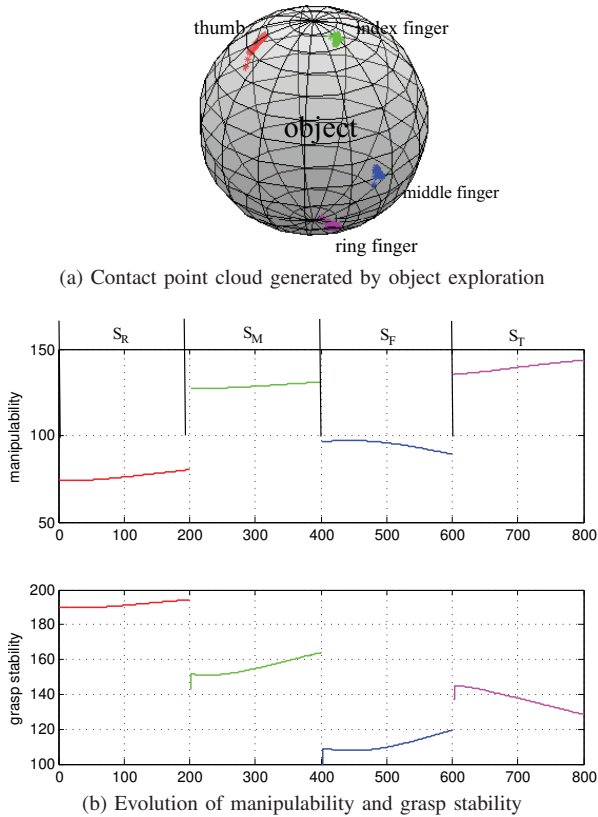 thumb index finger
object
middle finger
ring finger
(a) Contact point cloud generated by object exploration
S_R S_M S_F S_T
150
100
50
manipulability
0 100 200 300 400 500 600 700 800
200
180
160
140
120
100
grasp stability
0 100 200 300 400 500 600 700 800
(b) Evolution of manipulability and grasp stability